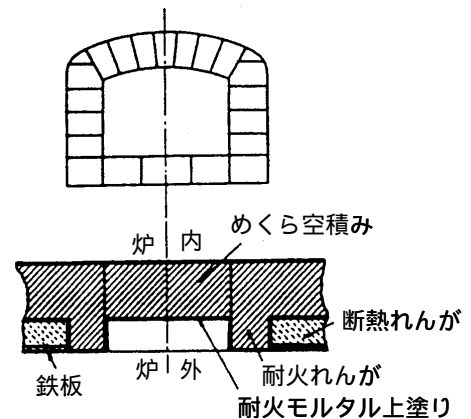 めくら空積み
炉 内
断熱れんが
炉 外
鉄板
耐火れんが
耐火モルタル上塗り